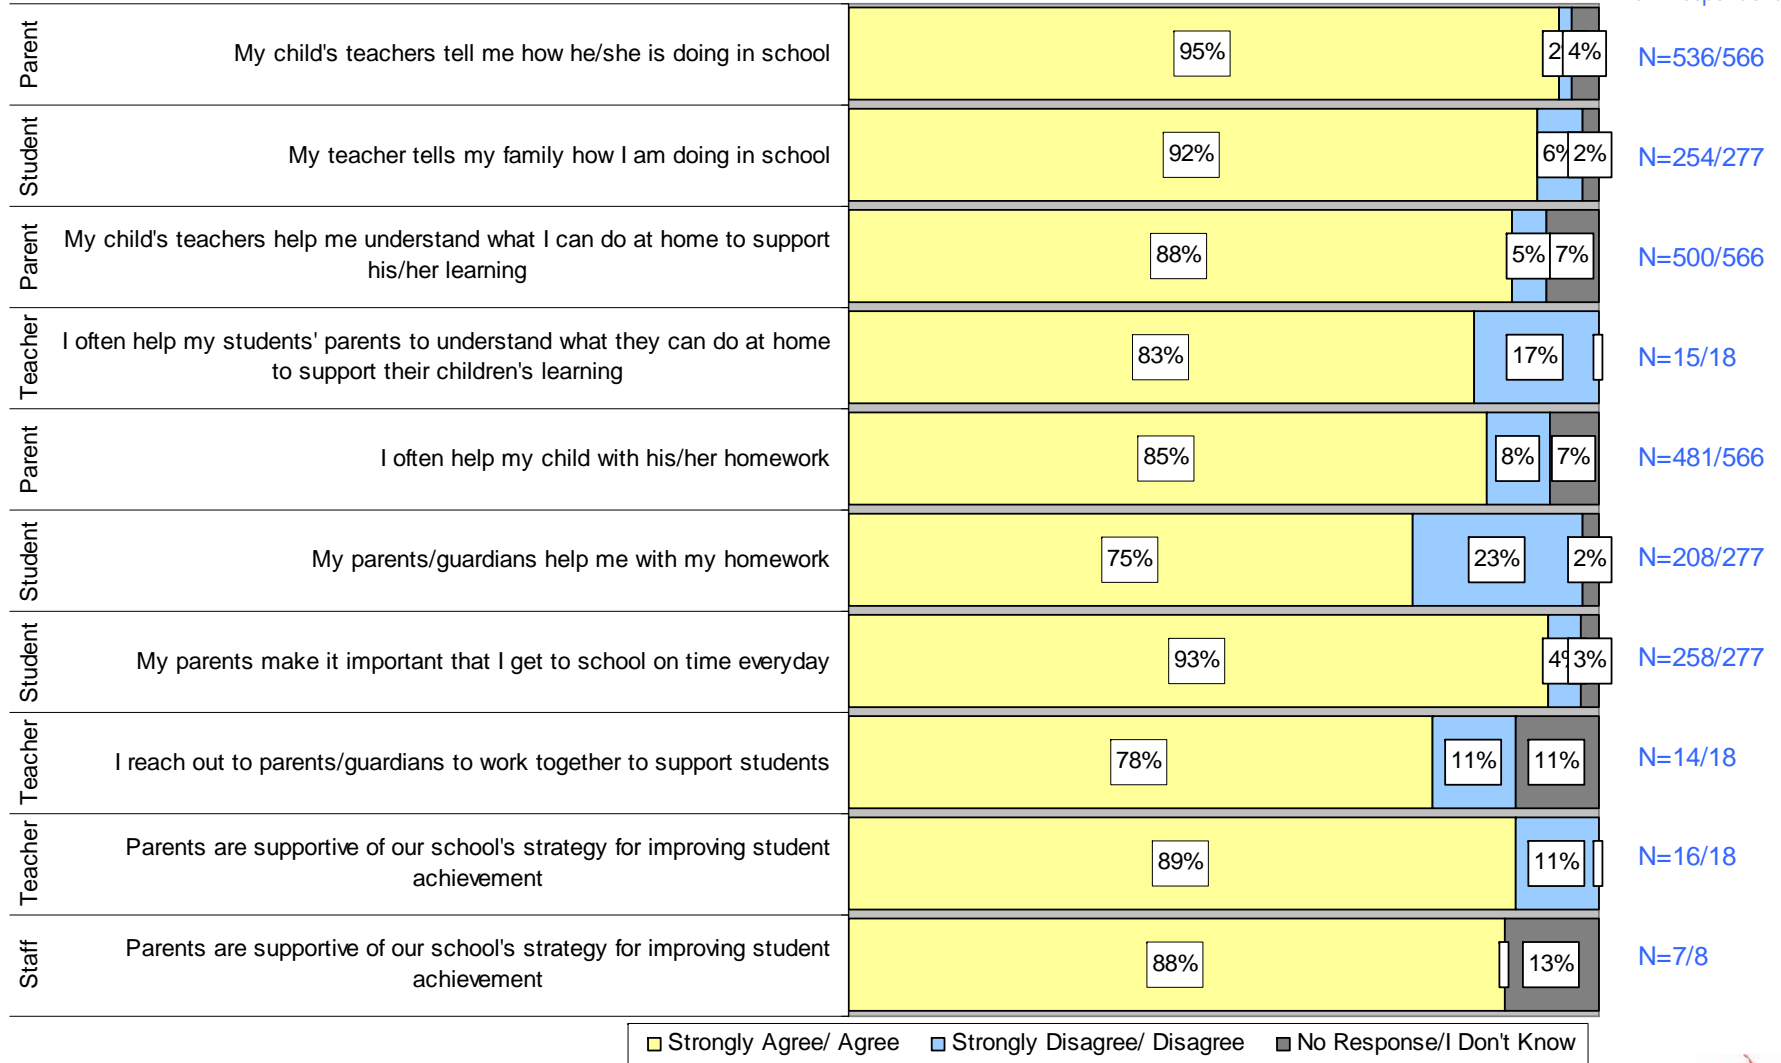 Parent
My child's teachers tell me how he/she is doing in school
95%
4%
N=536/566
Student
My teacher tells my family how I am doing in school
92%
6%
2%
N=254/277
Parent
My child's teachers help me understand what I can do at home to support
his/her learning
88%
5%
7%
N=500/566
Teacher
I often help my students' parents to understand what they can do at home
to support their children's learning
83%
17%
N=15/18
Parent
I often help my child with his/her homework
85%
8%
7%
N=481/566
Student
My parents/guardians help me with my homework
75%
23%
2%
N=208/277
Student
My parents make it important that I get to school on time everyday
93%
4%
3%
N=258/277
Teacher
I reach out to parents/guardians to work together to support students
78%
11%
11%
N=14/18
Teacher
Parents are supportive of our school's strategy for improving student
achievement
89%
11%
N=16/18
Staff
Parents are supportive of our school's strategy for improving student
achievement
88%
13%
N=7/8
Strongly Agree/ Agree
Strongly Disagree/ Disagree
No Response/I Don't Know